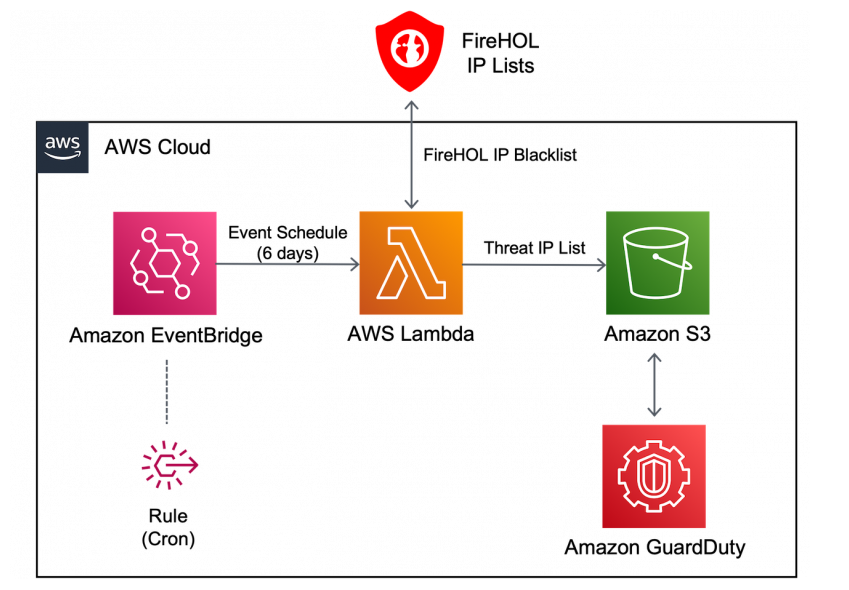 FireHOL
IP Lists
aws
AWS Cloud
FireHOL IP Blacklist
Event Schedule
(6 days)
Threat IP List
Amazon EventBridge
AWS Lambda
Amazon S3
Rule
(Cron)
Amazon GuardDuty